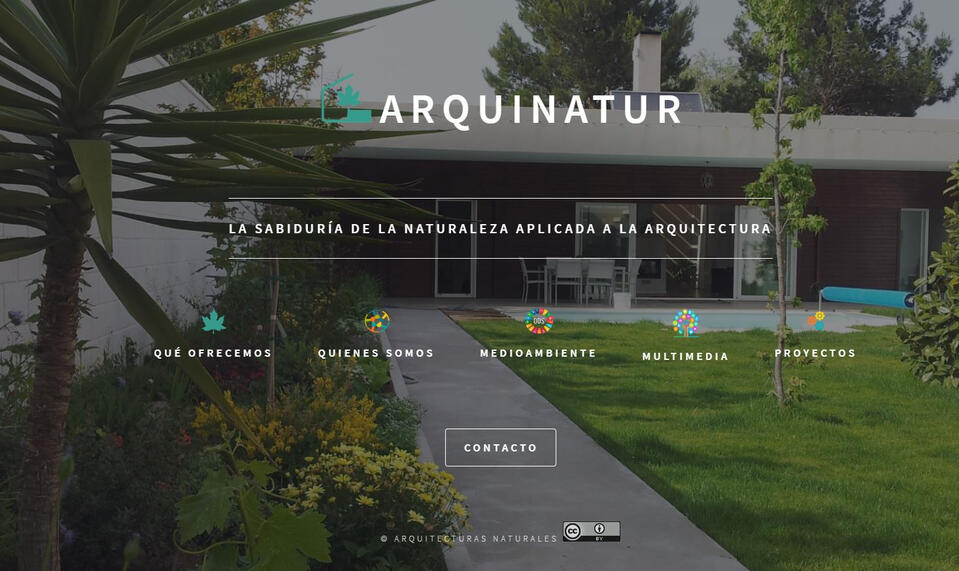 ARQUINATUR
LA SABIDURÍA DE LA NATURALEZA APLICADA A LA ARQUITECTURA
ODS
QUÉ OFRECEMOS QUIENES SOMOS MEDIOAMBIENTE MULTIMEDIA PROYECTOS
CONTACTO
© ARQUITECTURAS NATURALES cc BY